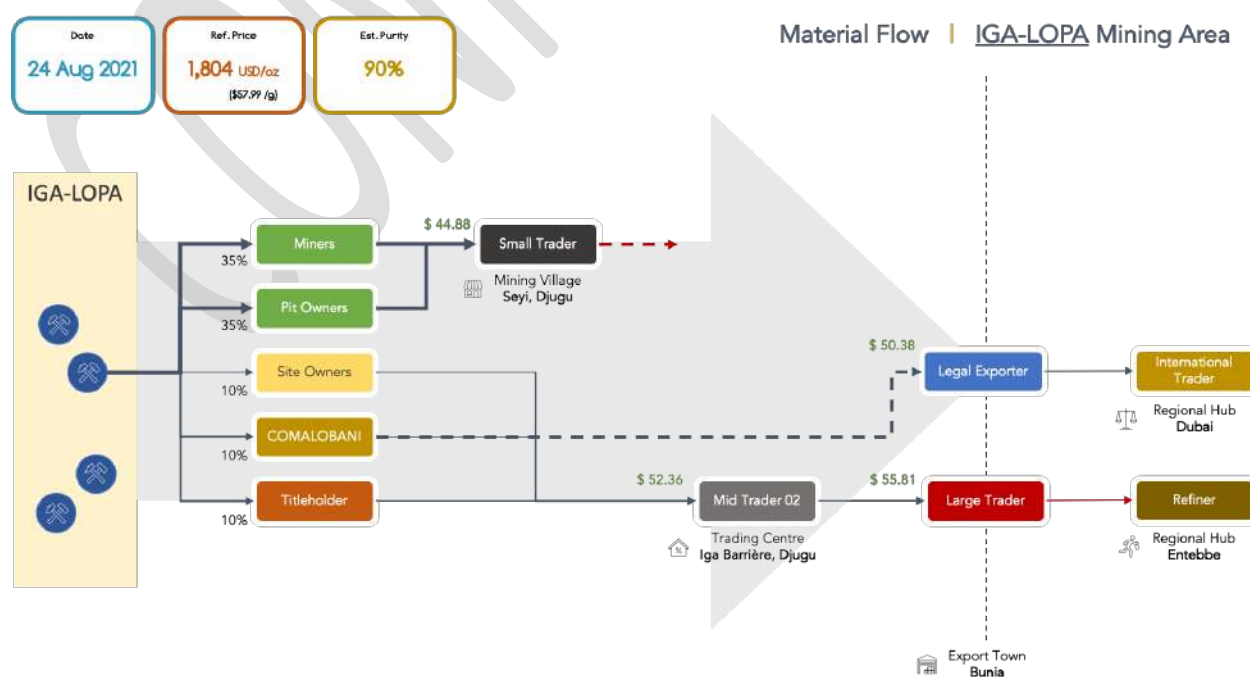 Date
24 Aug 2021
Ref. Price
1,804 USD/oz
($57.99 /g)
Est. Purity
90%
Material Flow | IGA-LOPA Mining Area
IGA-LOPA
Miners
35%
$ 44.88
Small Trader
Mining Village
Seyi, Djugu
Pit Owners
35%
Site Owners
10%
$ 50.38
Legal Exporter
International
Trader
Regional Hub
Dubai
COMALOBANI
10%
Titleholder
10%
$ 52.36
Mid Trader 02
Trading Centre
Iga Barrière, Djugu
$ 55.81
Large Trader
Refiner
Regional Hub
Entebbe
Export Town
Bunia